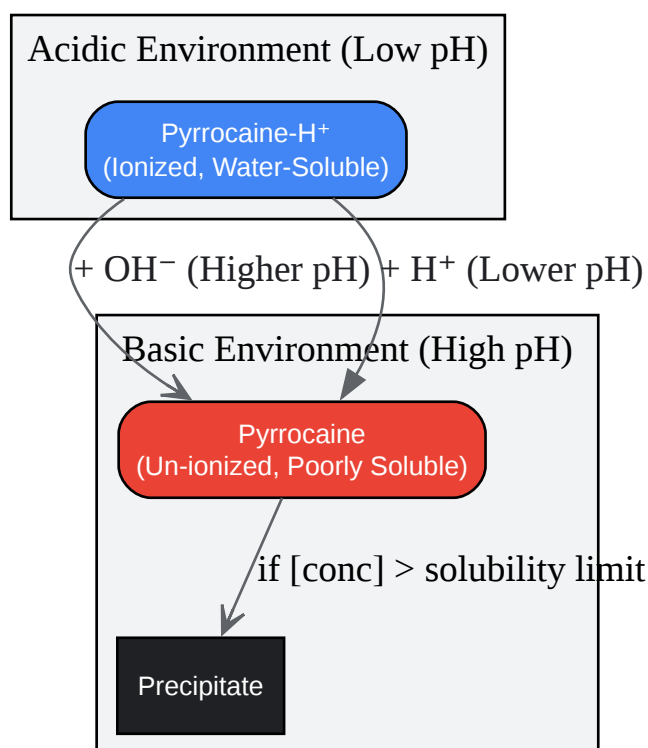 Acidic Environment (Low pH)
Pyrrocaine-H⁺
(Ionized, Water-Soluble)
+ OH⁻ (Higher pH)
+ H⁺ (Lower pH)
Basic Environment (High pH)
Pyrrocaine
(Un-ionized, Poorly Soluble)
if [conc] > solubility limit
Precipitate